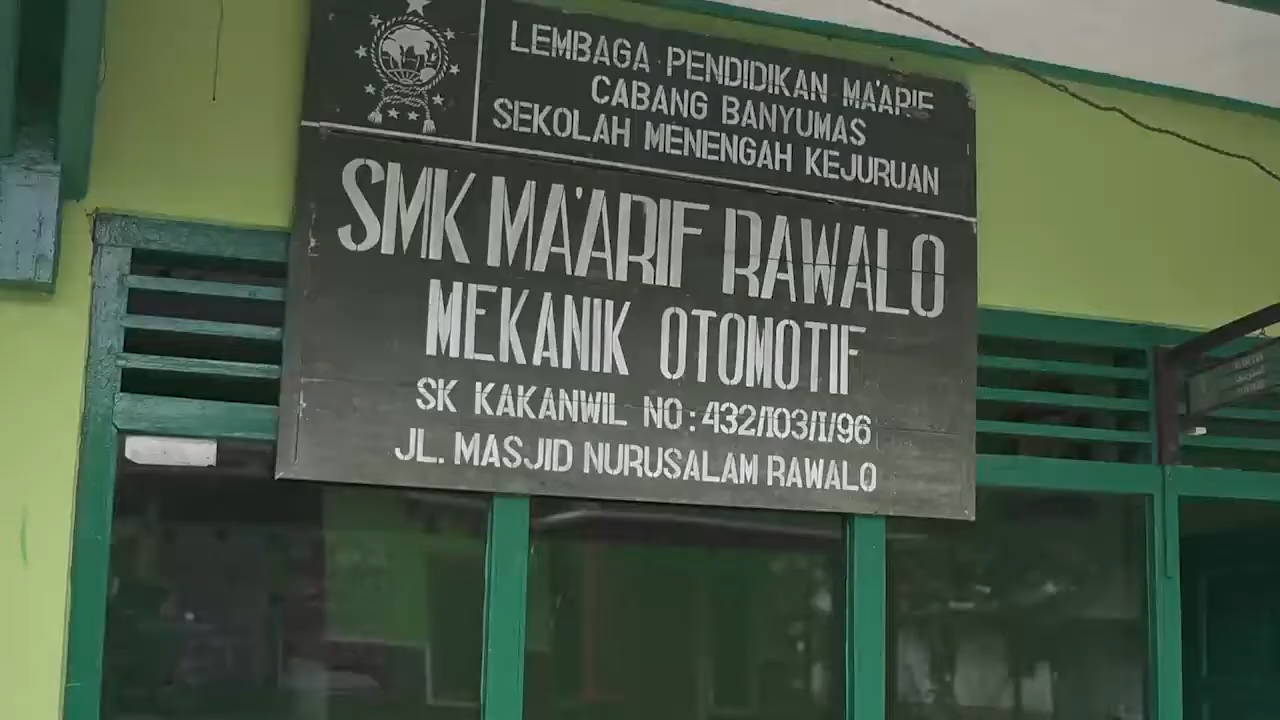 LEMBAGA PENDIDIKAN MA'ARIF
CABANG BANYUMAS
SEKOLAH MENENGAH KEJURUAN
SMK MA'ARIF RAWALO
MEKANIK OTOMOTIF
SK KAKANWIL NO: 432/103/I/96
JL. MASJID NURUSALAM RAWALO